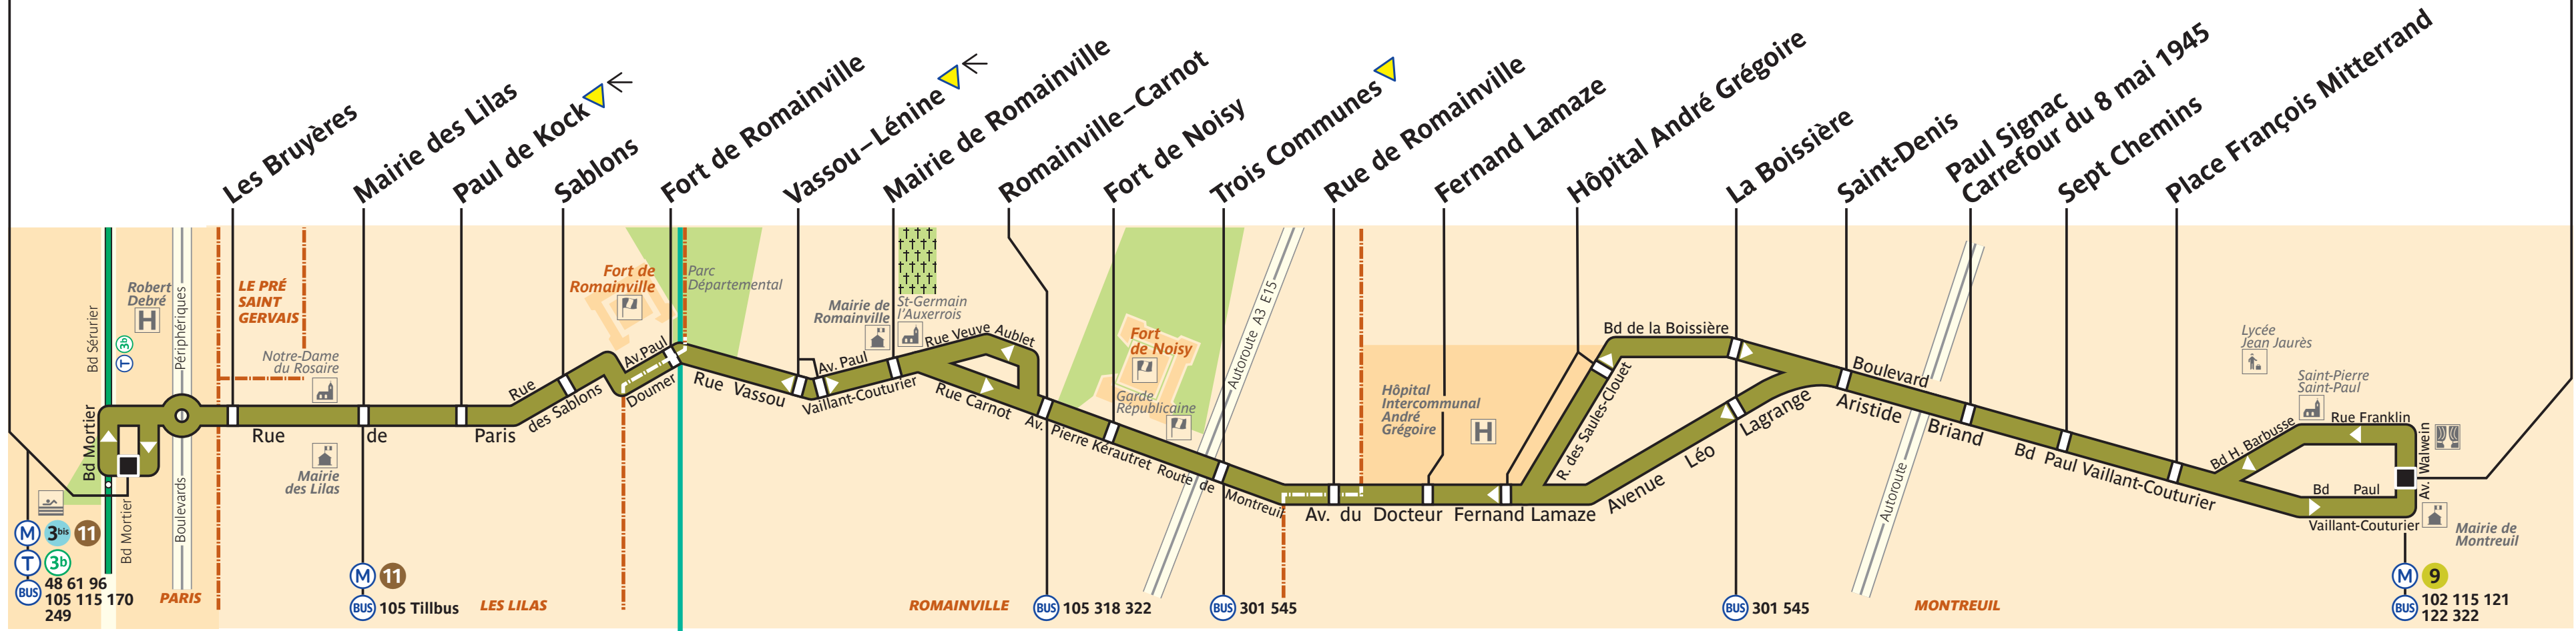 Les Bruyères
Mairie des Lilas
Paul de Kock
Sablons
Fort de Romainville
Vassou–Lénine
Mairie de Romainville
Romainville–Carnot
Fort de Noisy
Trois Communes
Rue de Romainville
Fernand Lamaze
Hôpital André Grégoire
La Boissière
Saint-Denis
Paul Signac
Carrefour du 8 mai 1945
Sept Chemins
Place François Mitterrand
Bd Sérurier
Robert
Debré
H
3b
T
Périphériques
Boulevards
LE PRÉ
SAINT
GERVAIS
Notre-Dame
du Rosaire
Bd Mortier
Bd Mortier
Rue de Paris
Mairie
des Lilas
Rue
des Sablons
Fort de
Romainville
Av.Paul
Doumer
Parc
Départemental
Rue Vassou
Mairie de
Romainville
St-Germain
l'Auxerrois
Av. Paul
Vaillant-Couturier
Rue Veuve Aublet
Rue Carnot
Fort
de Noisy
Garde
Républicaine
Av. Pierre Kérautret
Route de Montreuil
Autoroute A3 E15
Hôpital
Intercommunal
André
Grégoire
H
Av. du Docteur Fernand Lamaze
R. des Saules-Clouet
Bd de la Boissière
Avenue Léo Lagrange
Boulevard
Aristide Briand
Autoroute
Bd Paul Vaillant-Couturier
Lycée
Jean Jaurès
Saint-Pierre
Saint-Paul
Bd H. Barbusse
Rue Franklin
Av. Walwein
Bd Paul
Vaillant-Couturier
Mairie de
Montreuil
M 3bis 11
T 3b
BUS 48 61 96
105 115 170
249
PARIS
M 11
BUS 105 Tillbus
LES LILAS
ROMAINVILLE
BUS 105 318 322
BUS 301 545
BUS 301 545
MONTREUIL
M 9
BUS 102 115 121
122 322